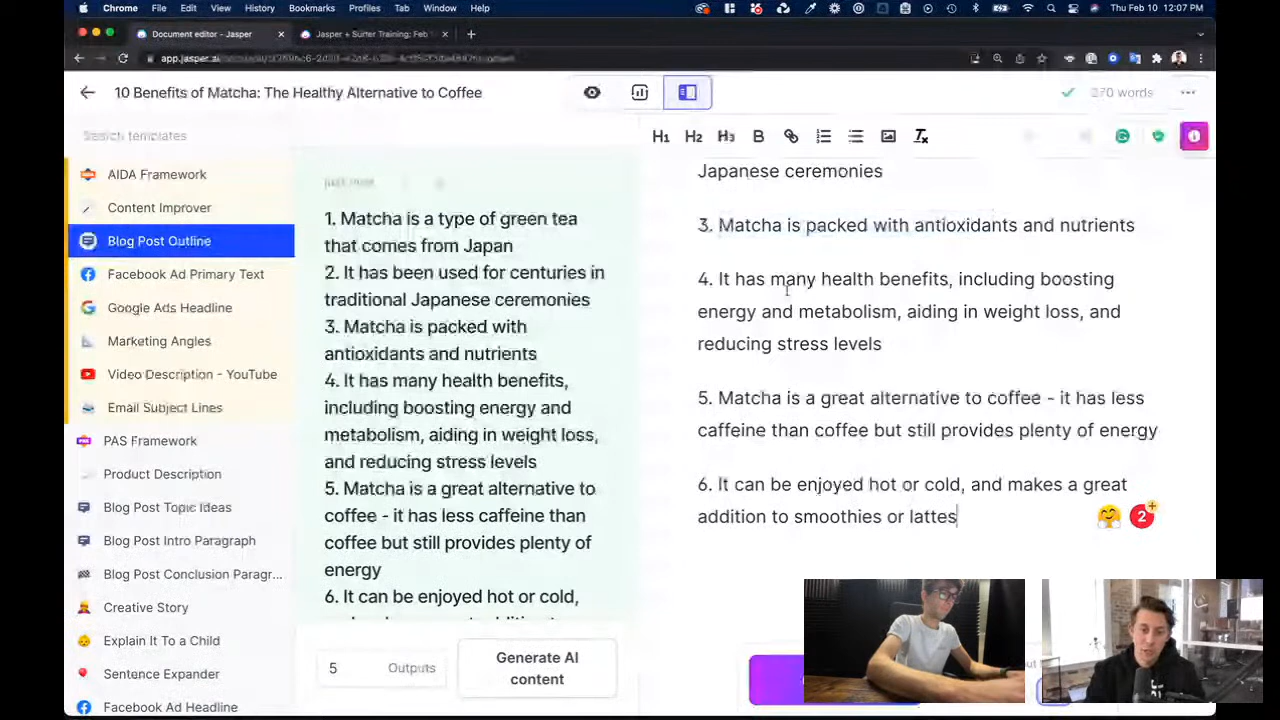 Chrome File Edit View History Bookmarks Profiles Tab Window Help
Thu Feb 10 12:07 PM
Document editor - Jasper
Jasper + Surfer Training: Feb
app.jasper.ai
10 Benefits of Matcha: The Healthy Alternative to Coffee
270 words
Search templates
AIDA Framework
Content Improver
Blog Post Outline
Facebook Ad Primary Text
Google Ads Headline
Marketing Angles
Video Description - YouTube
Email Subject Lines
PAS Framework
Product Description
Blog Post Topic Ideas
Blog Post Intro Paragraph
Blog Post Conclusion Paragr...
Creative Story
Explain It To a Child
Sentence Expander
Facebook Ad Headline
just now
1. Matcha is a type of green tea
that comes from Japan
2. It has been used for centuries in
traditional Japanese ceremonies
3. Matcha is packed with
antioxidants and nutrients
4. It has many health benefits,
including boosting energy and
metabolism, aiding in weight loss,
and reducing stress levels
5. Matcha is a great alternative to
coffee - it has less caffeine than
coffee but still provides plenty of
energy
6. It can be enjoyed hot or cold,
5 Outputs
Generate AI
content
H1 H2 H3 B
Japanese ceremonies
3. Matcha is packed with antioxidants and nutrients
4. It has many health benefits, including boosting
energy and metabolism, aiding in weight loss, and
reducing stress levels
5. Matcha is a great alternative to coffee - it has less
caffeine than coffee but still provides plenty of energy
6. It can be enjoyed hot or cold, and makes a great
addition to smoothies or lattes
2